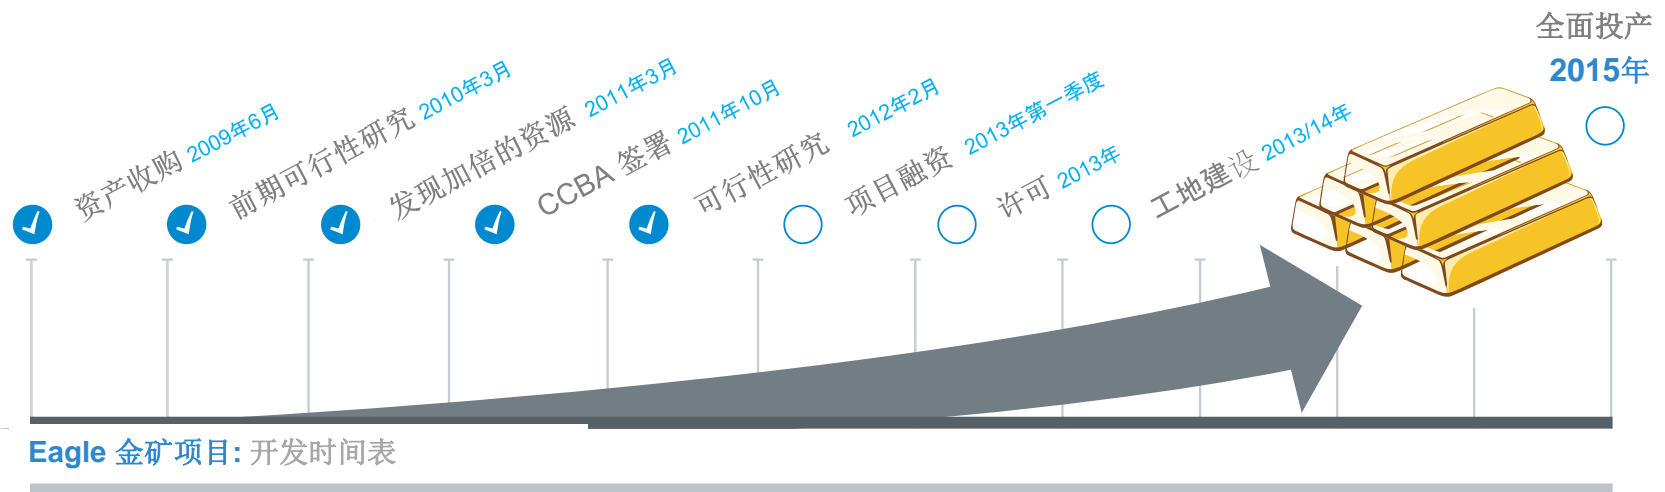 全面投产
2015年
资产收购 2009年6月
前期可行性研究 2010年3月
发现加倍的资源 2011年3月
CCBA 签署 2011年10月
可行性研究 2012年2月
项目融资 2013年第一季度
许可 2013年
工地建设 2013/14年
Eagle 金矿项目: 开发时间表